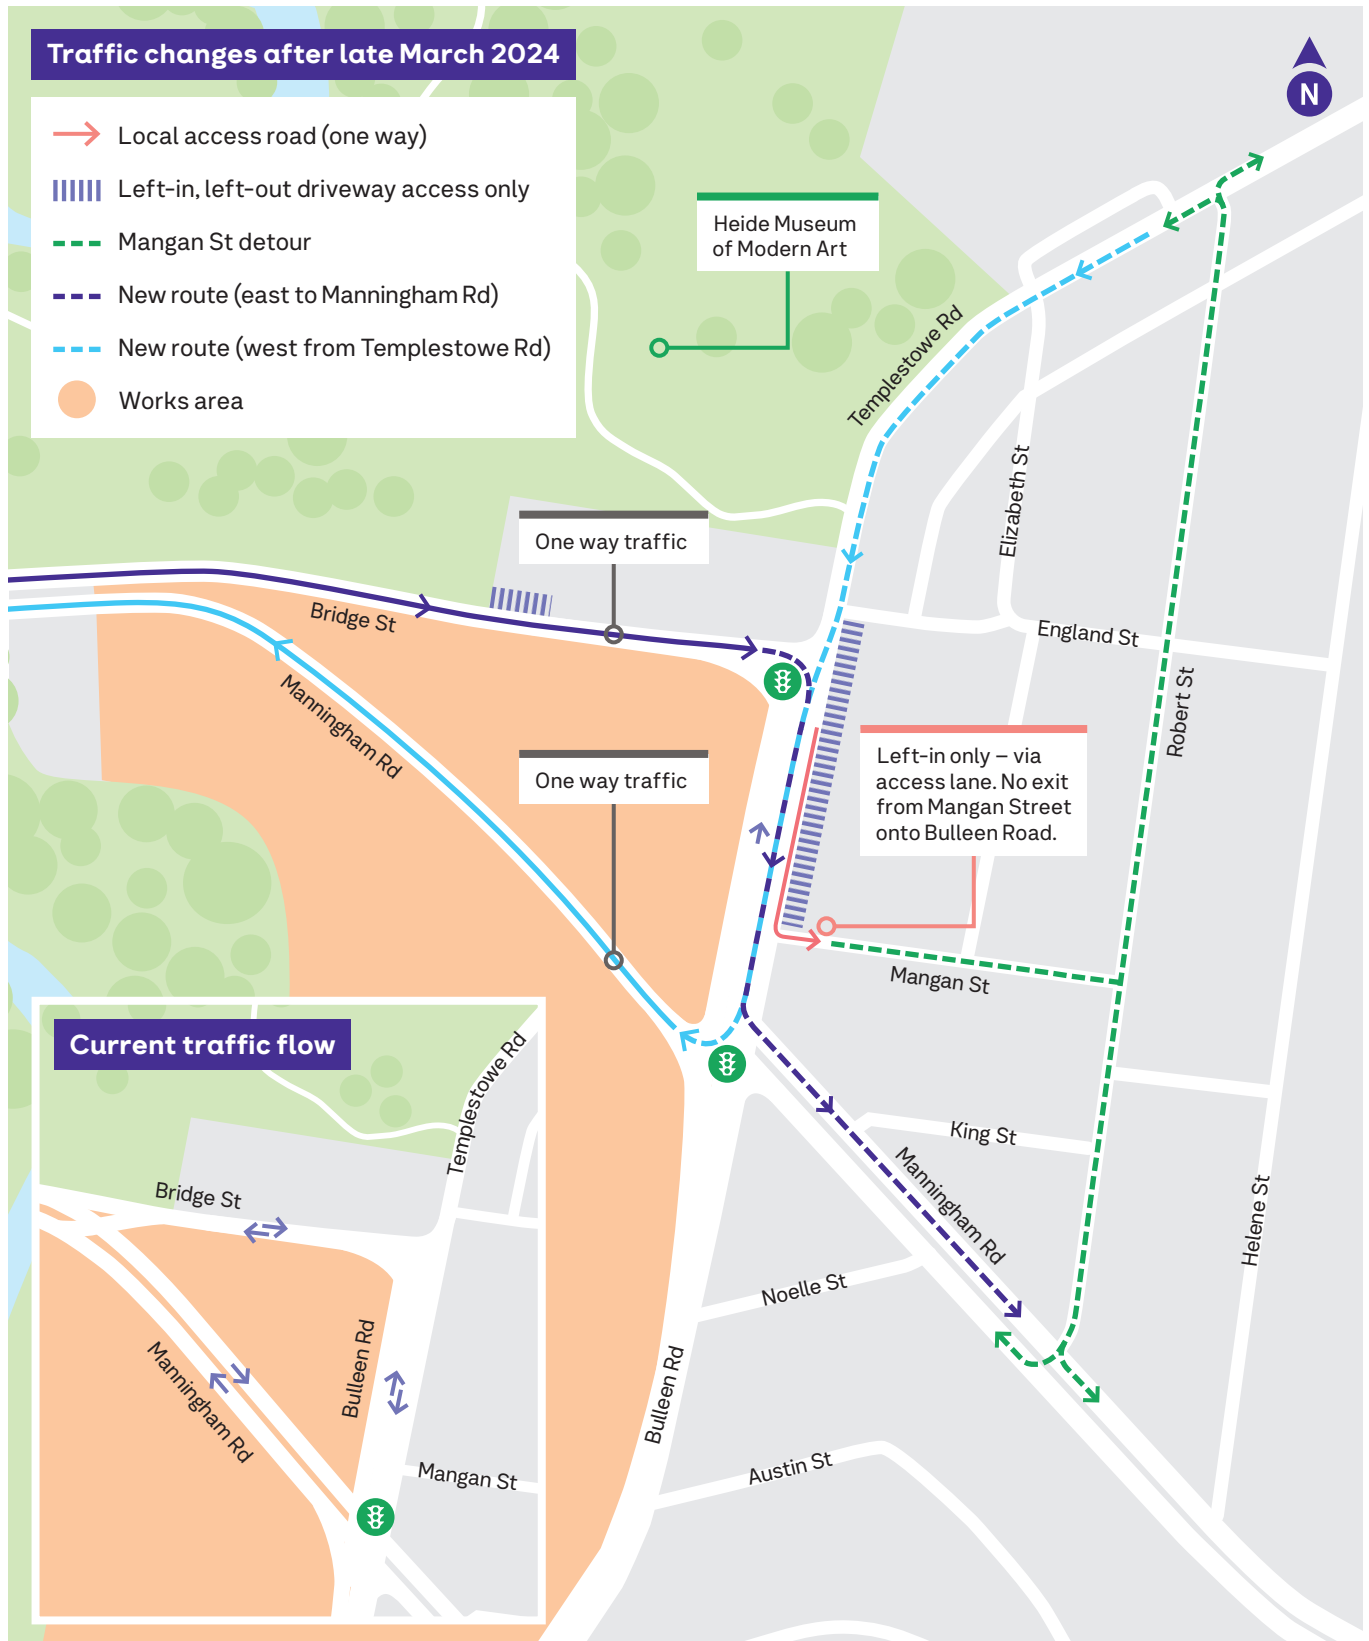 Traffic changes after late March 2024
Local access road (one way)
Left-in, left-out driveway access only
Mangan St detour
New route (east to Manningham Rd)
New route (west from Templestowe Rd)
Works area
N
Heide Museum
of Modern Art
Templestowe Rd
Elizabeth St
One way traffic
Bridge St
England St
Robert St
Manningham Rd
One way traffic
Left-in only – via
access lane. No exit
from Mangan Street
onto Bulleen Road.
Mangan St
King St
Manningham Rd
Helene St
Noelle St
Bulleen Rd
Austin St
Current traffic flow
Templestowe Rd
Bridge St
Bulleen Rd
Manningham Rd
Mangan St